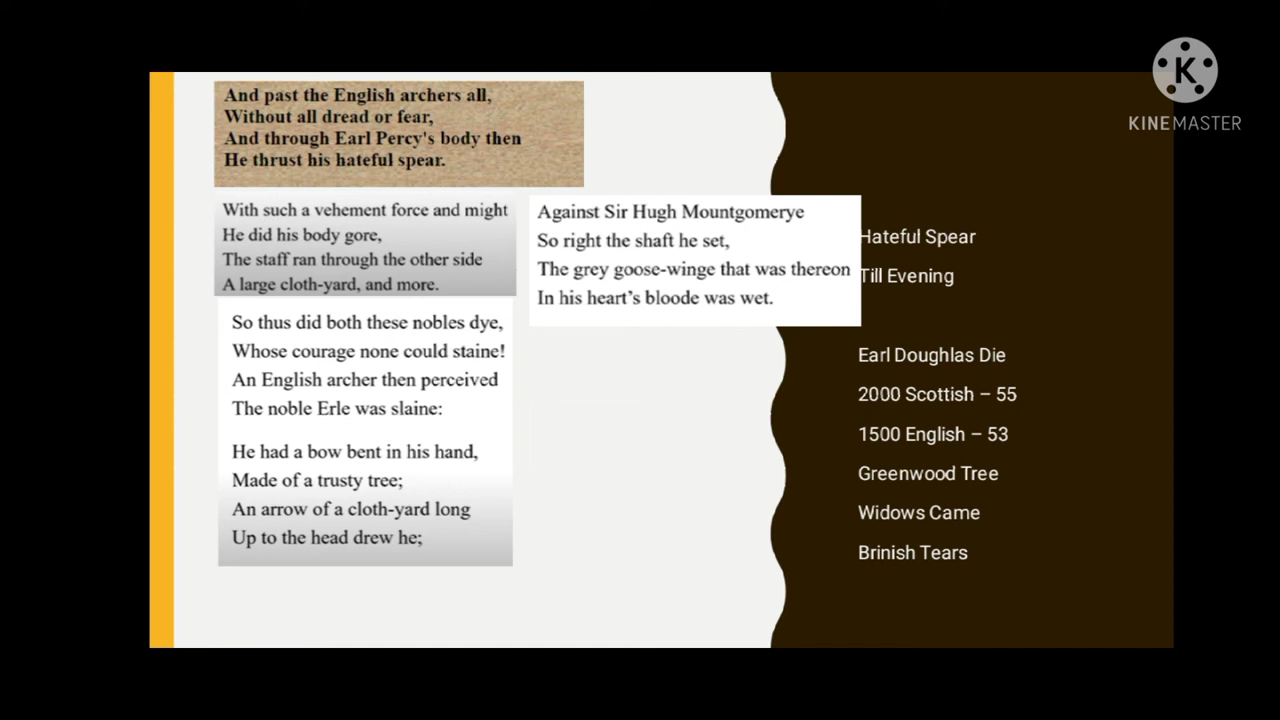 And past the English archers all,
Without all dread or fear,
And through Earl Percy's body then
He thrust his hateful spear.
With such a vehement force and might
He did his body gore,
The staff ran through the other side
A large cloth-yard, and more.
So thus did both these nobles dye,
Whose courage none could staine!
An English archer then perceived
The noble Erle was slaine:
He had a bow bent in his hand,
Made of a trusty tree;
An arrow of a cloth-yard long
Up to the head drew he;
Against Sir Hugh Mountgomerye
So right the shaft he set,
The grey goose-winge that was thereon
In his heart’s bloode was wet.
Hateful Spear
Till Evening
Earl Doughlas Die
2000 Scottish – 55
1500 English – 53
Greenwood Tree
Widows Came
Brinish Tears
K
KINEMASTER